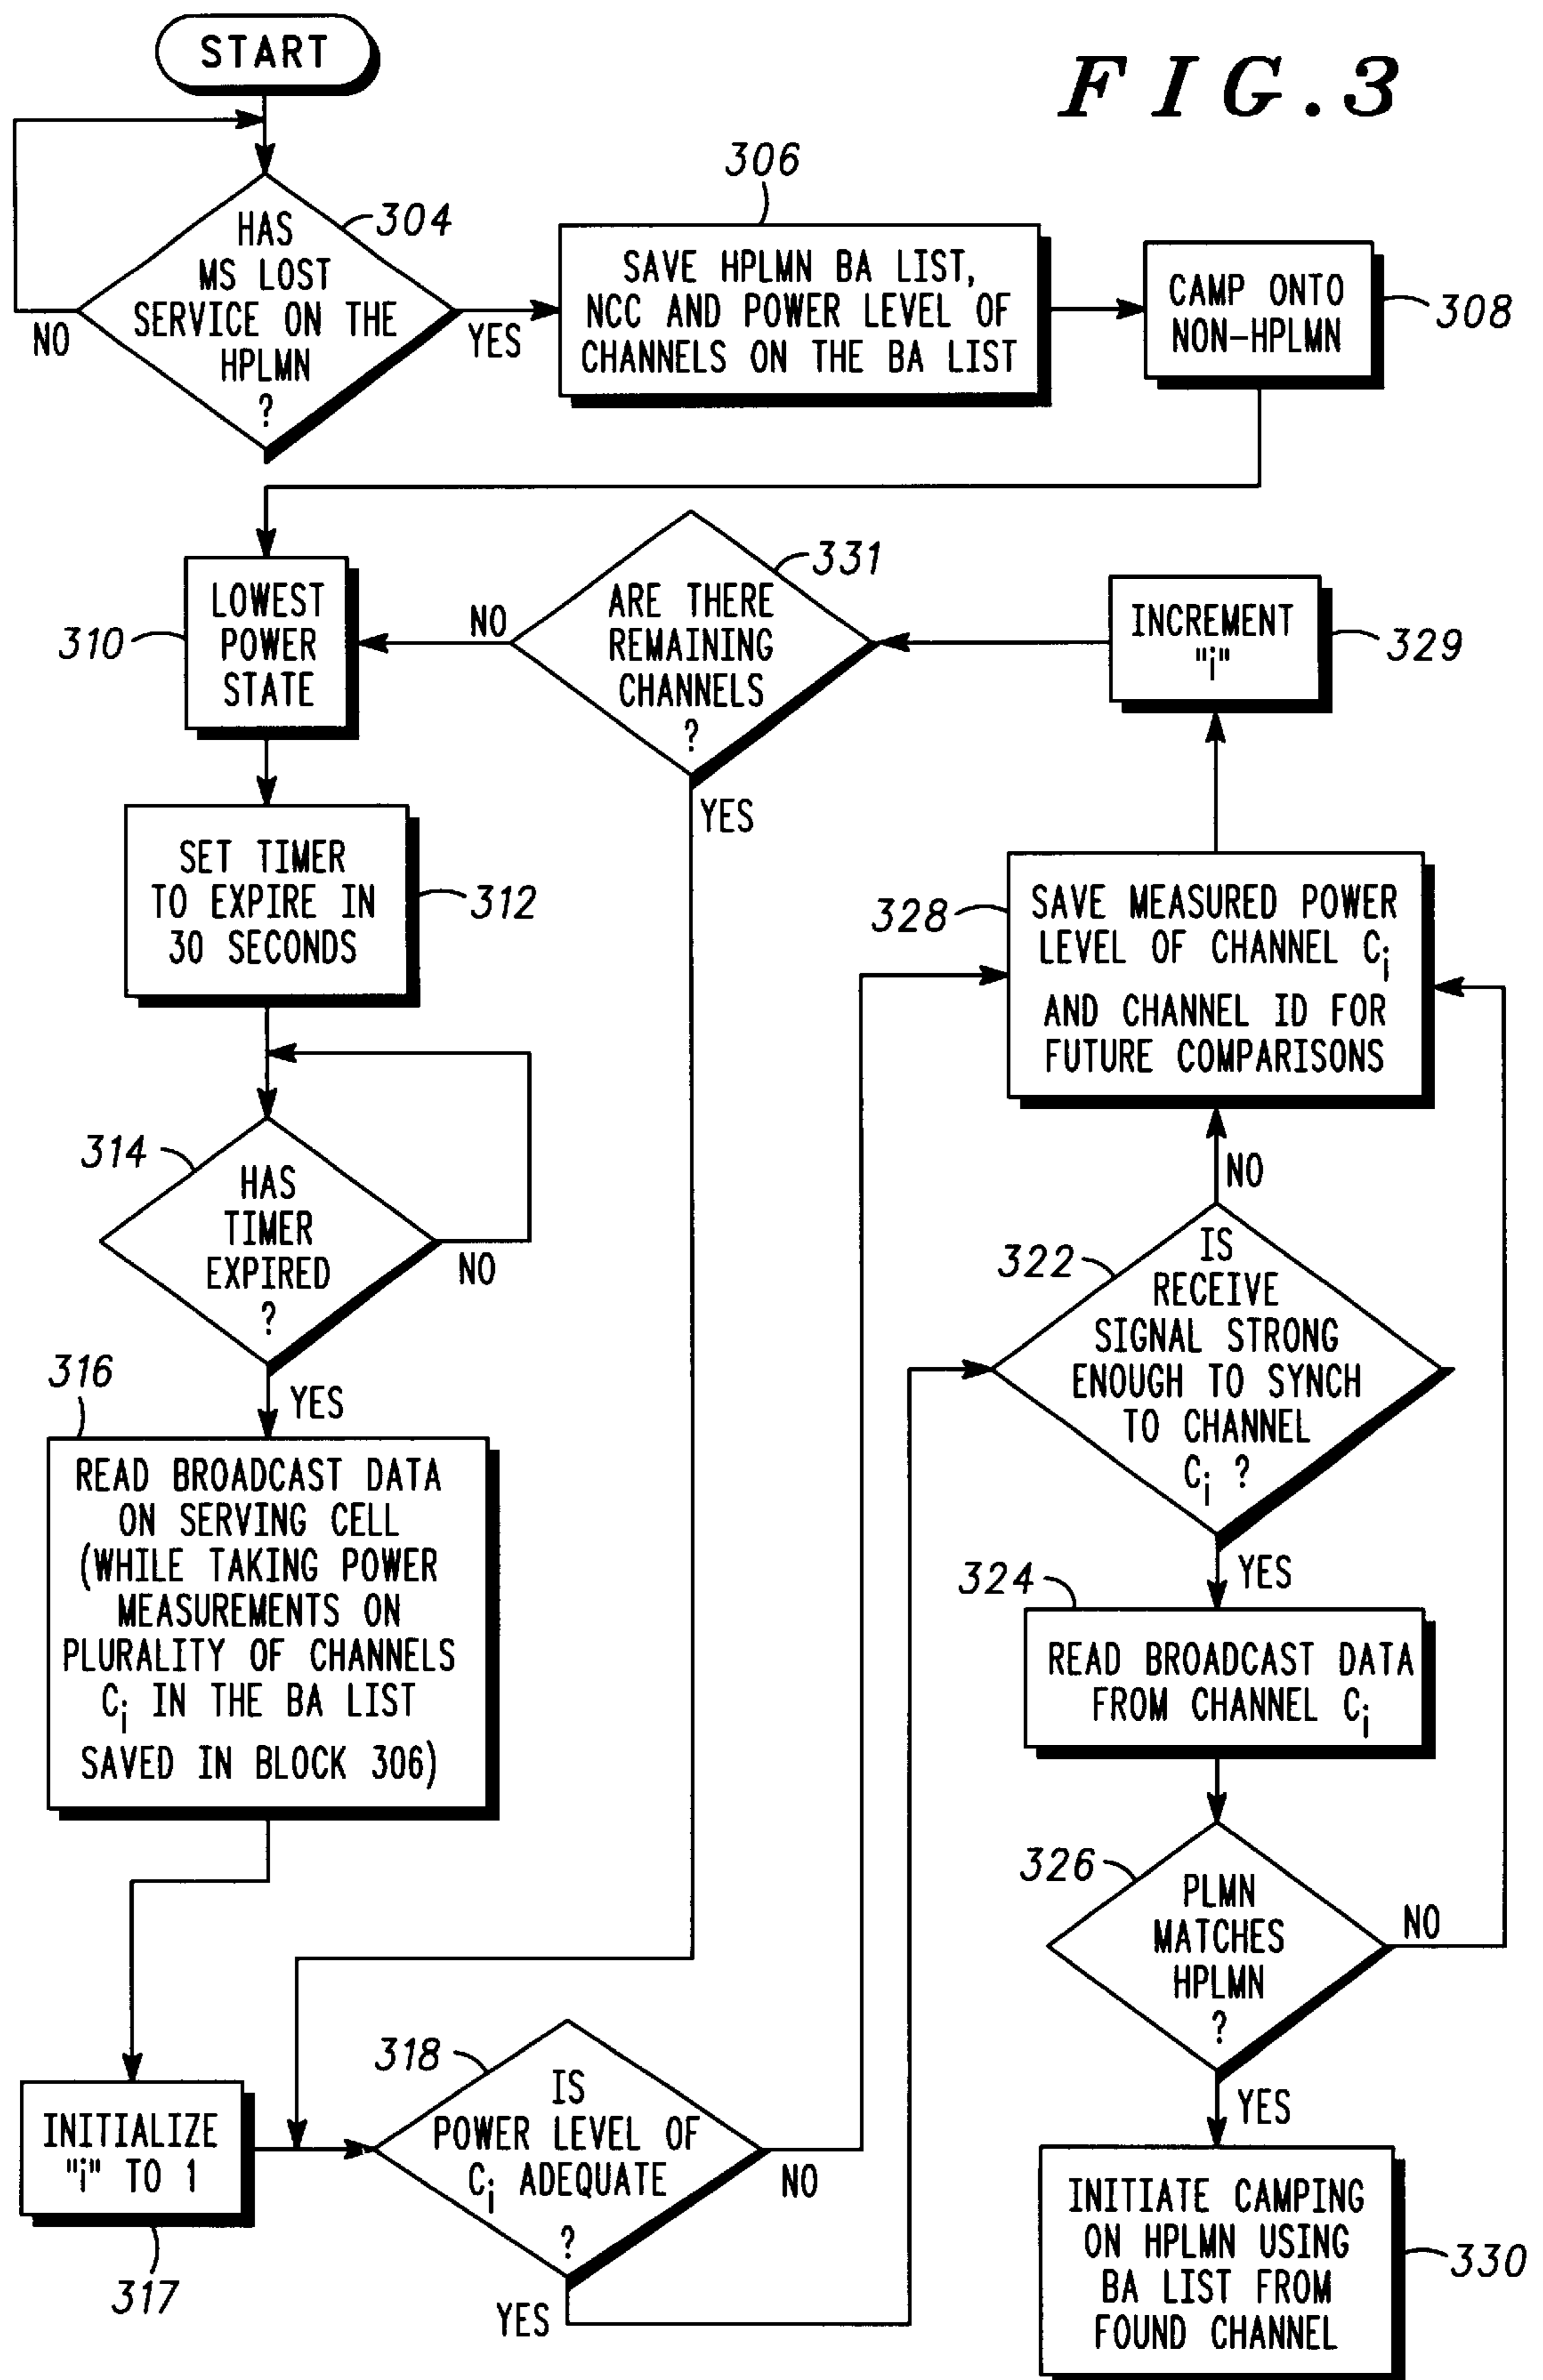 START
FIG.3
304
HAS
MS LOST
SERVICE ON THE
HPLMN
?
NO
YES
306
SAVE HPLMN BA LIST,
NCC AND POWER LEVEL OF
CHANNELS ON THE BA LIST
CAMP ONTO
NON-HPLMN
308
310
LOWEST
POWER
STATE
NO
331
ARE THERE
REMAINING
CHANNELS
?
YES
INCREMENT
"i"
329
SET TIMER
TO EXPIRE IN
30 SECONDS
312
328
SAVE MEASURED POWER
LEVEL OF CHANNEL Ci
AND CHANNEL ID FOR
FUTURE COMPARISONS
314
HAS
TIMER
EXPIRED
?
NO
YES
NO
322
IS
RECEIVE
SIGNAL STRONG
ENOUGH TO SYNCH
TO CHANNEL
Ci ?
YES
316
READ BROADCAST DATA
ON SERVING CELL
(WHILE TAKING POWER
MEASUREMENTS ON
PLURALITY OF CHANNELS
Ci IN THE BA LIST
SAVED IN BLOCK 306)
324
READ BROADCAST DATA
FROM CHANNEL Ci
326
PLMN
MATCHES
HPLMN
?
NO
YES
INITIALIZE
"i" TO 1
317
318
IS
POWER LEVEL OF
Ci ADEQUATE
?
NO
YES
INITIATE CAMPING
ON HPLMN USING
BA LIST FROM
FOUND CHANNEL
330